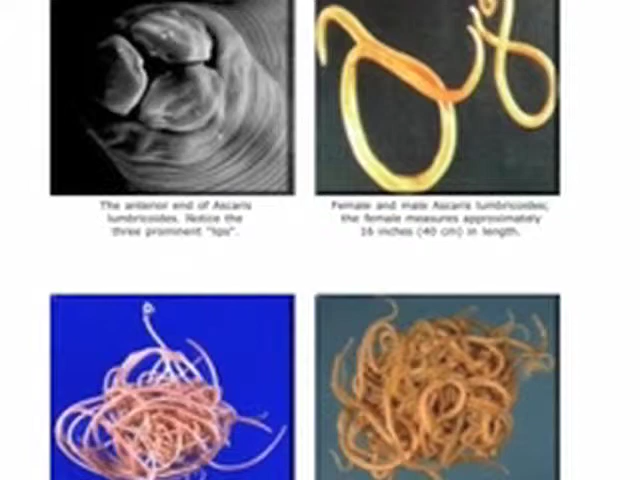 The anterior end of Ascaris
lumbricoides. Notice the
three prominent "lips".
Female and male Ascaris lumbricoides;
the female measures approximately
16 inches (40 cm) in length.